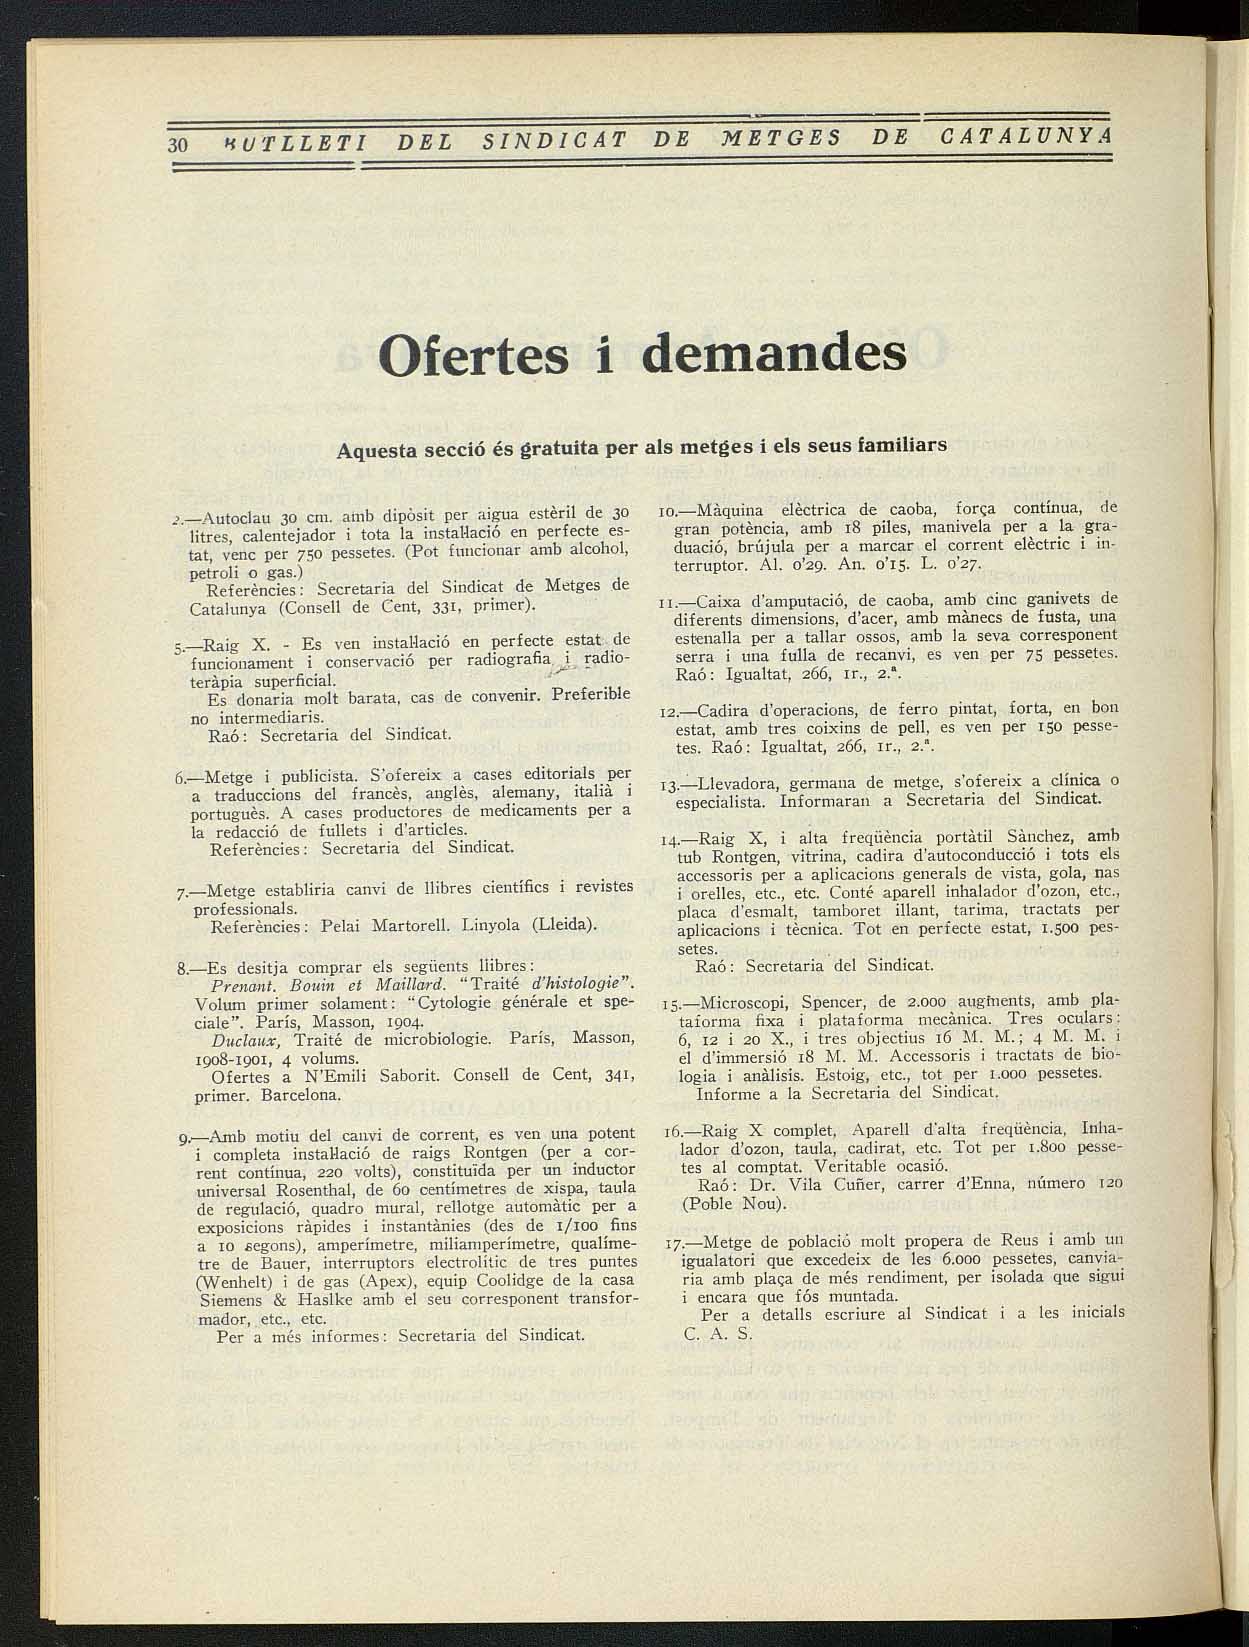 30 BUTLLETI DEL SINDICAT DE METGES DE CATALUNYA
Ofertes i demandes
Aquesta secció és gratuita per als metges i els seus familiars
2.—Autoclau 30 cm. amb dipòsit per aigua estèril de 30
litres, calentejador i tota la instal·lació en perfecte es-
tat, venc per 750 pessetes. (Pot funcionar amb alcohol,
petroli o gas.)
Referències: Secretaria del Sindicat de Metges de
Catalunya (Consell de Cent, 331, primer).
5.—Raig X. - Es ven instal·lació en perfecte estat de
funcionament i conservació per radiografia i radio-
teràpia superficial.
Es donaria molt barata, cas de convenir. Preferible
no intermediaris.
Raó: Secretaria del Sindicat.
6.—Metge i publicista. S'ofereix a cases editorials per
a traduccions del francès, anglès, alemany, italià i
portuguès. A cases productores de medicaments per a
la redacció de fullets i d'articles.
Referències: Secretaria del Sindicat.
7.—Metge establiria canvi de llibres científics i revistes
professionals.
Referències: Pelai Martorell. Linyola (Lleida).
8.—Es desitja comprar els següents llibres:
Prenant. Bouin et Maillard. "Traité d'histologie".
Volum primer solament: "Cytologie générale et spe-
ciale". París, Masson, 1904.
Duclaux, Traité de microbiologie. París, Masson,
1908-1901, 4 volums.
Ofertes a N'Emili Saborit. Consell de Cent, 341,
primer. Barcelona.
9.—Amb motiu del canvi de corrent, es ven una potent
i completa instal·lació de raigs Rontgen (per a cor-
rent contínua, 220 volts), constituïda per un inductor
universal Rosenthal, de 60 centímetres de xispa, taula
de regulació, quadro mural, rellotge automàtic per a
exposicions ràpides i instantànies (des de 1/100 fins
a 10 segons), amperímetre, miliamperímetre, qualíme-
tre de Bauer, interruptors electrolític de tres puntes
(Wenhelt) i de gas (Apex), equip Coolidge de la casa
Siemens & Haslke amb el seu corresponent transfor-
mador, etc., etc.
Per a més informes: Secretaria del Sindicat.
10.—Màquina elèctrica de caoba, força contínua, de
gran potència, amb 18 piles, manivela per a la gra-
duació, brújula per a marcar el corrent elèctric i in-
terruptor. Al. 0'29. An. 0'15. L. 0'27.
11.—Caixa d'amputació, de caoba, amb cinc ganivets de
diferents dimensions, d'acer, amb mànecs de fusta, una
estenalla per a tallar ossos, amb la seva corresponent
serra i una fulla de recanvi, es ven per 75 pessetes.
Raó: Igualtat, 266, 1r., 2.ª.
12.—Cadira d'operacions, de ferro pintat, forta, en bon
estat, amb tres coixins de pell, es ven per 150 pesse-
tes. Raó: Igualtat, 266, 1r., 2.ª.
13.—Llevadora, germana de metge, s'ofereix a clínica o
especialista. Informaran a Secretaria del Sindicat.
14.—Raig X, i alta freqüència portàtil Sànchez, amb
tub Rontgen, vitrina, cadira d'autoconducció i tots els
accessoris per a aplicacions generals de vista, gola, nas
i orelles, etc., etc. Conté aparell inhalador d'ozon, etc.,
placa d'esmalt, tamboret illant, tarima, tractats per
aplicacions i tècnica. Tot en perfecte estat, 1.500 pes-
setes.
Raó: Secretaria del Sindicat.
15.—Microscopi, Spencer, de 2.000 augments, amb pla-
taforma fixa i plataforma mecànica. Tres oculars:
6, 12 i 20 X., i tres objectius 16 M. M.; 4 M. M. i
el d'immersió 18 M. M. Accessoris i tractats de bio-
logia i anàlisis. Estoig, etc., tot per 1.000 pessetes.
Informe a la Secretaria del Sindicat.
16.—Raig X complet, Aparell d'alta freqüència, Inha-
lador d'ozon, taula, cadirat, etc. Tot per 1.800 pesse-
tes al comptat. Veritable ocasió.
Raó: Dr. Vila Cuñer, carrer d'Enna, número 120
(Poble Nou).
17.—Metge de població molt propera de Reus i amb un
igualatori que excedeix de les 6.000 pessetes, canvia-
ria amb plaça de més rendiment, per isolada que sigui
i encara que fós muntada.
Per a detalls escriure al Sindicat i a les inicials
C. A. S.